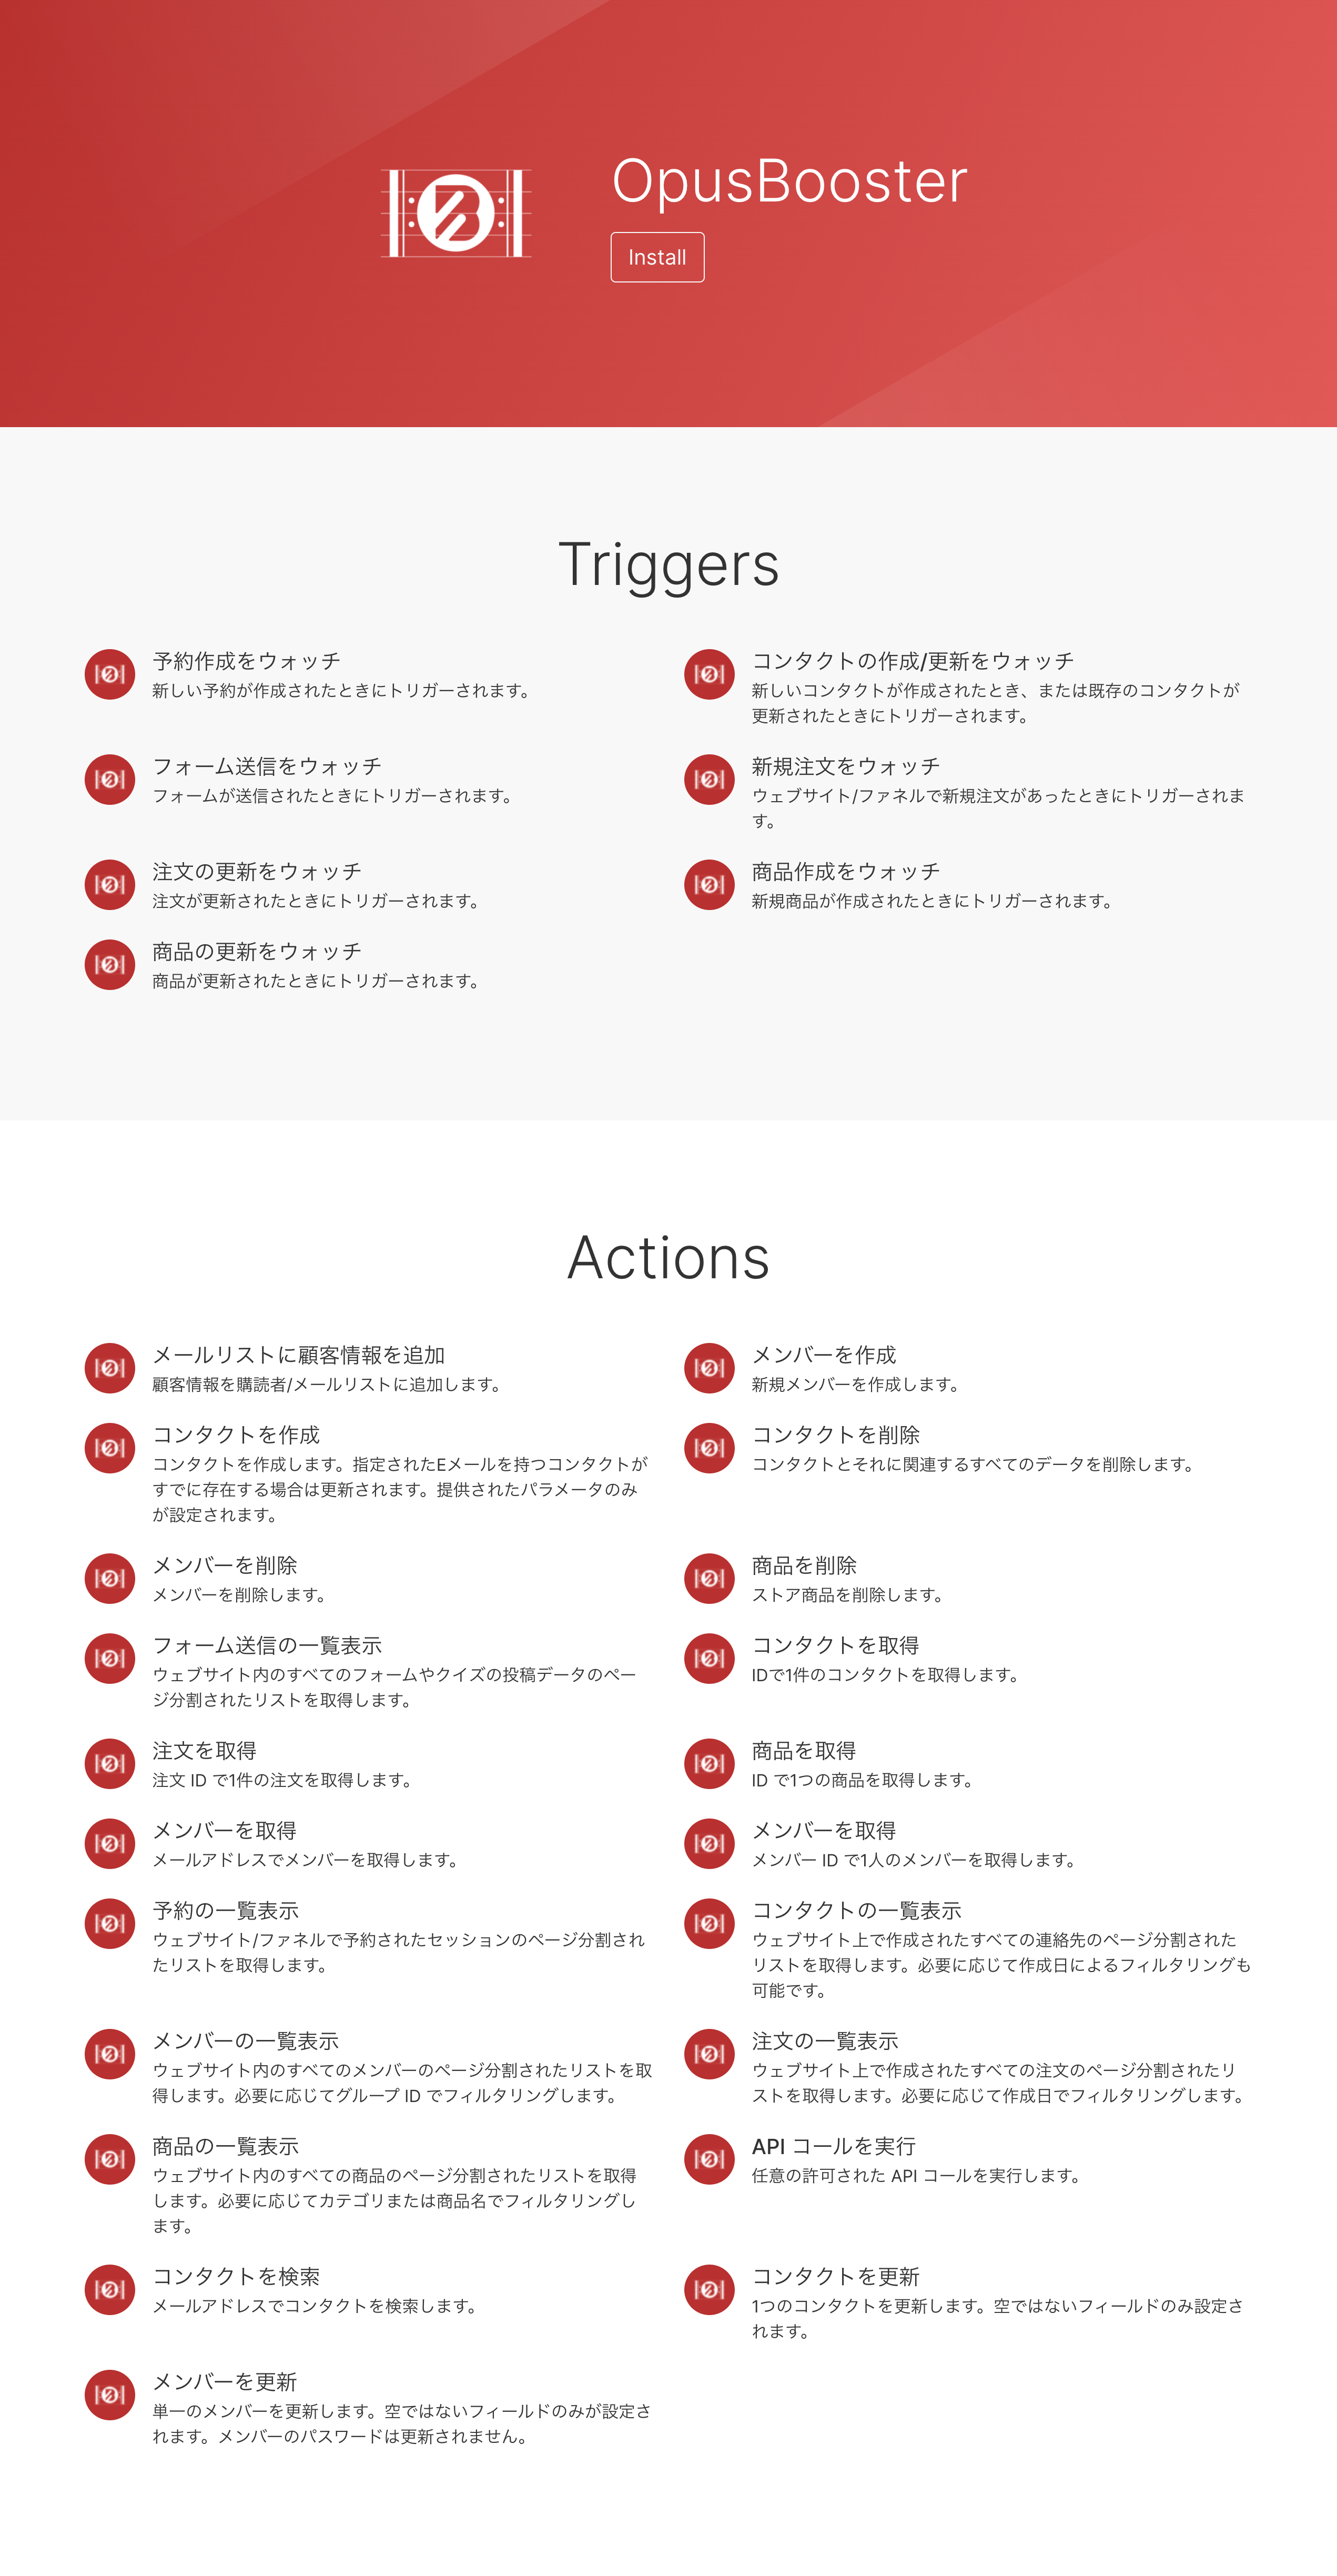 OpusBooster
Install
Triggers
予約作成をウォッチ
新しい予約が作成されたときにトリガーされます。
コンタクトの作成/更新をウォッチ
新しいコンタクトが作成されたとき、または既存のコンタクトが
更新されたときにトリガーされます。
フォーム送信をウォッチ
フォームが送信されたときにトリガーされます。
新規注文をウォッチ
ウェブサイト/ファネルで新規注文があったときにトリガーされま
す。
注文の更新をウォッチ
注文が更新されたときにトリガーされます。
商品作成をウォッチ
新規商品が作成されたときにトリガーされます。
商品の更新をウォッチ
商品が更新されたときにトリガーされます。
Actions
メールリストに顧客情報を追加
顧客情報を購読者/メールリストに追加します。
メンバーを作成
新規メンバーを作成します。
コンタクトを作成
コンタクトを作成します。指定されたEメールを持つコンタクトが
すでに存在する場合は更新されます。提供されたパラメータのみ
が設定されます。
コンタクトを削除
コンタクトとそれに関連するすべてのデータを削除します。
メンバーを削除
メンバーを削除します。
商品を削除
ストア商品を削除します。
フォーム送信の一覧表示
ウェブサイト内のすべてのフォームやクイズの投稿データのペー
ジ分割されたリストを取得します。
コンタクトを取得
IDで1件のコンタクトを取得します。
注文を取得
注文 ID で1件の注文を取得します。
商品を取得
ID で1つの商品を取得します。
メンバーを取得
メールアドレスでメンバーを取得します。
メンバーを取得
メンバー ID で1人のメンバーを取得します。
予約の一覧表示
ウェブサイト/ファネルで予約されたセッションのページ分割され
たリストを取得します。
コンタクトの一覧表示
ウェブサイト上で作成されたすべての連絡先のページ分割された
リストを取得します。必要に応じて作成日によるフィルタリングも
可能です。
メンバーの一覧表示
ウェブサイト内のすべてのメンバーのページ分割されたリストを取
得します。必要に応じてグループ ID でフィルタリングします。
注文の一覧表示
ウェブサイト上で作成されたすべての注文のページ分割されたリ
ストを取得します。必要に応じて作成日でフィルタリングします。
商品の一覧表示
ウェブサイト内のすべての商品のページ分割されたリストを取得
します。必要に応じてカテゴリまたは商品名でフィルタリングし
ます。
API コールを実行
任意の許可された API コールを実行します。
コンタクトを検索
メールアドレスでコンタクトを検索します。
コンタクトを更新
1つのコンタクトを更新します。空ではないフィールドのみ設定さ
れます。
メンバーを更新
単一のメンバーを更新します。空ではないフィールドのみが設定さ
れます。メンバーのパスワードは更新されません。